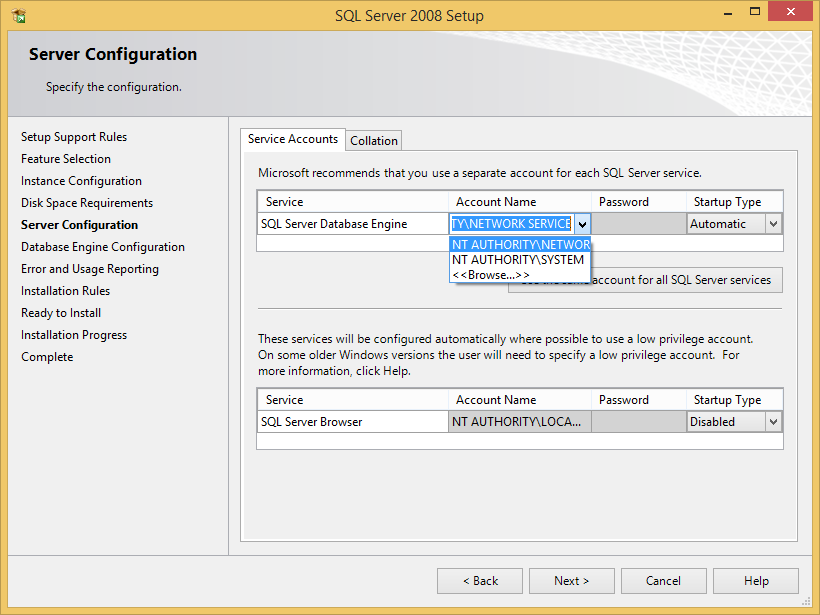 SQL Server 2008 Setup
Server Configuration
Specify the configuration.
Setup Support Rules
Feature Selection
Instance Configuration
Disk Space Requirements
Server Configuration
Database Engine Configuration
Error and Usage Reporting
Installation Rules
Ready to Install
Installation Progress
Complete
Service Accounts Collation
Microsoft recommends that you use a separate account for each SQL Server service.
Service Account Name Password Startup Type
SQL Server Database Engine TY\NETWORK SERVICE Automatic
NT AUTHORITY\NETWOR
NT AUTHORITY\SYSTEM
<<Browse...>>
account for all SQL Server services
These services will be configured automatically where possible to use a low privilege account.
On some older Windows versions the user will need to specify a low privilege account. For
more information, click Help.
Service Account Name Password Startup Type
SQL Server Browser NT AUTHORITY\LOCA... Disabled
< Back Next > Cancel Help